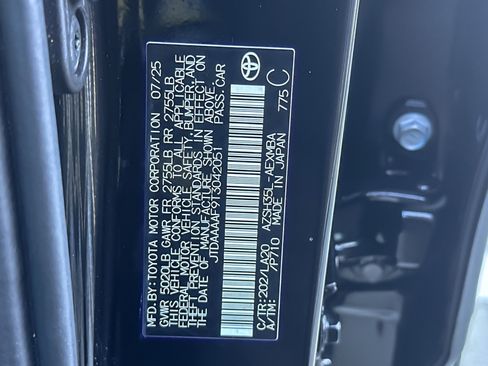 MFD.BY:TOYOTA MOTOR CORPORATION 07/25
GVWR 5020LB GAWR FR 2755LB RR 2755LB
THIS VEHICLE CONFORMS TO ALL APPLICABLE
FEDERAL MOTOR VEHICLE SAFETY, BUMPER, AND
THEFT PREVENTION STANDARDS IN EFFECT ON
THE DATE OF MANUFACTURE SHOWN ABOVE.
JTDAAAAF9T3042051 PASS.CAR
TOYOTA
C/TR:202/LA20 AZSH35L-AEXMBA
A/TM: /P710 MADE IN JAPAN
775 C